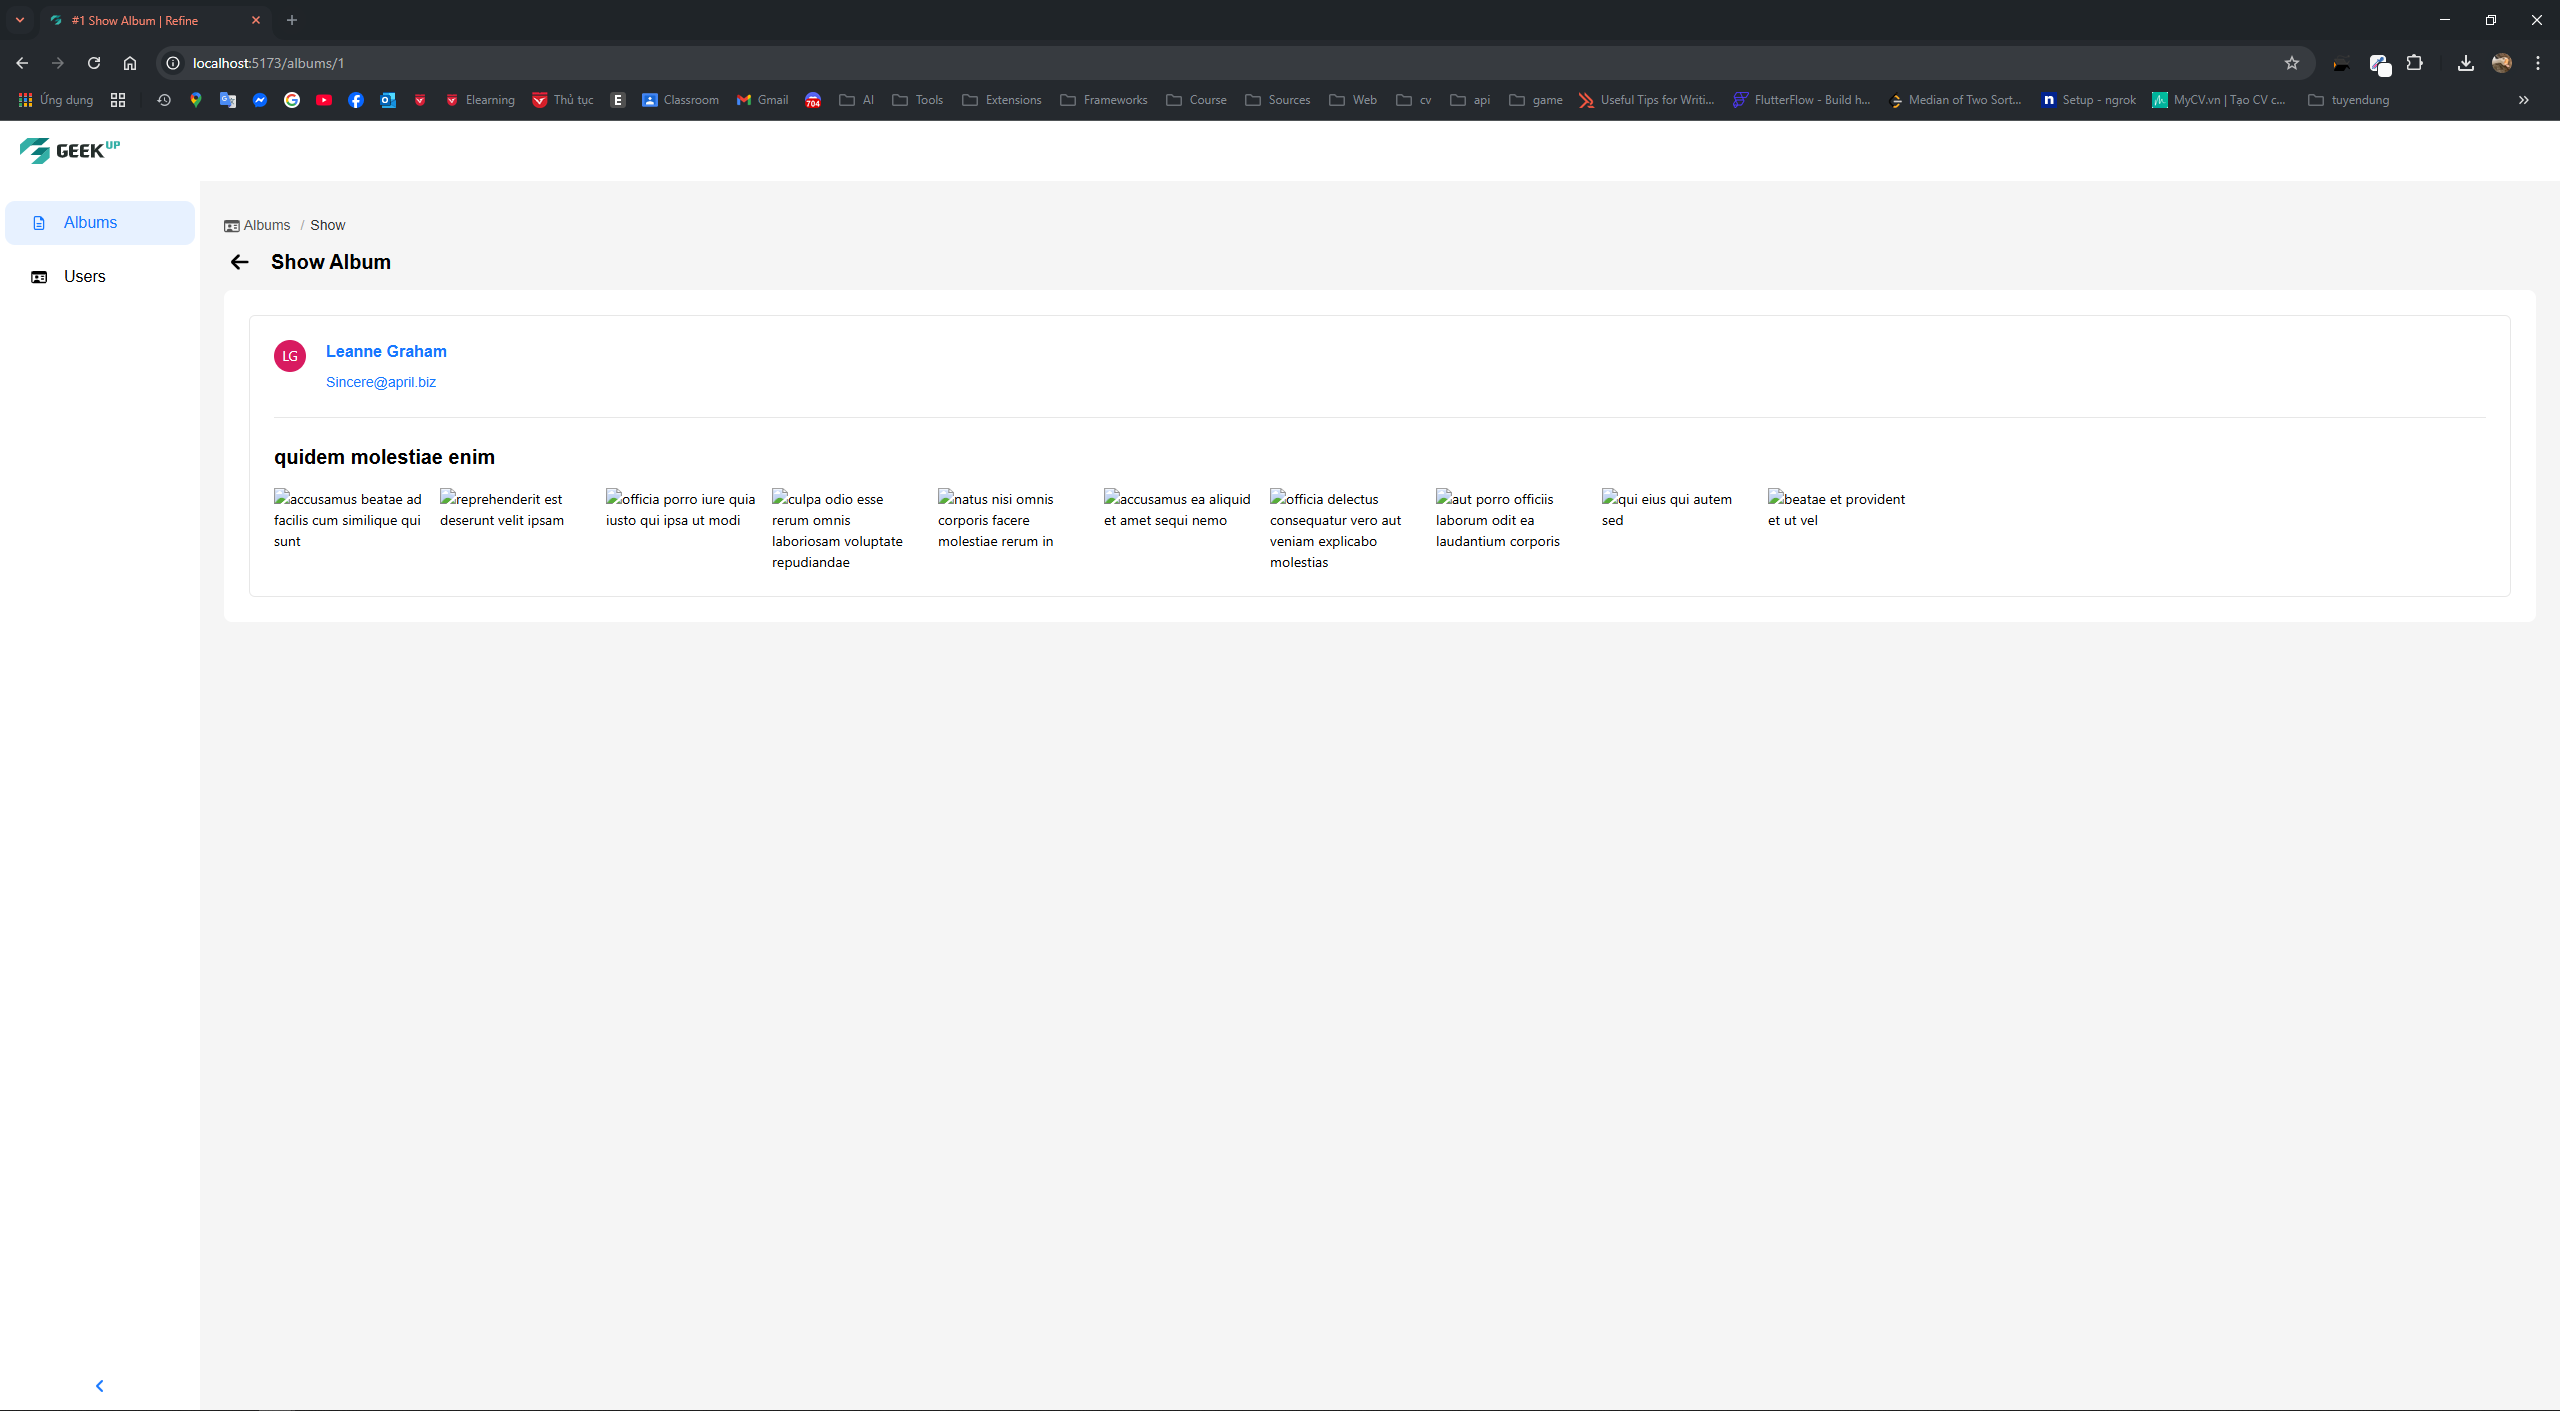 #1 Show Album | Refine
localhost:5173/albums/1
Ứng dụng
Elearning
Thủ tục
E
Classroom
Gmail
704
AI
Tools
Extensions
Frameworks
Course
Sources
Web
cv
api
game
Useful Tips for Writi...
FlutterFlow - Build h...
Median of Two Sort...
n
Setup - ngrok
MyCV.vn | Tạo CV c...
tuyendung
GEEK UP
Albums
Users
Albums / Show
Show Album
LG
Leanne Graham
Sincere@april.biz
quidem molestiae enim
accusamus beatae ad
facilis cum similique qui
sunt
reprehenderit est
deserunt velit ipsam
officia porro iure quia
iusto qui ipsa ut modi
culpa odio esse
rerum omnis
laboriosam voluptate
repudiandae
natus nisi omnis
corporis facere
molestiae rerum in
accusamus ea aliquid
et amet sequi nemo
officia delectus
consequatur vero aut
veniam explicabo
molestias
aut porro officiis
laborum odit ea
laudantium corporis
qui eius qui autem
sed
beatae et provident
et ut vel